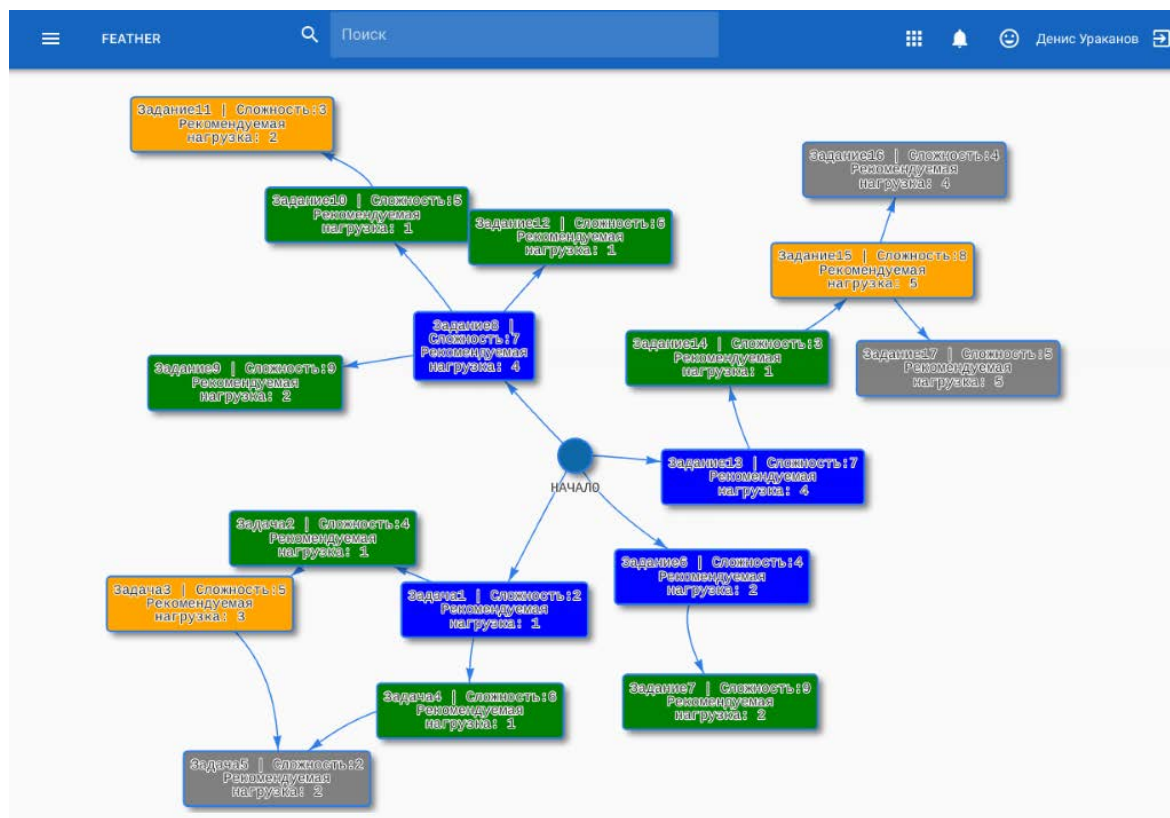 FEATHER
Поиск
Денис Ураканов
Задание11 | Сложность:3
Рекомендуемая
нагрузка: 2
Задание16 | Сложность:4
Рекомендуемая
нагрузка: 4
Задание10 | Сложность:5
Рекомендуемая
нагрузка: 1
Задание12 | Сложность:6
Рекомендуемая
нагрузка: 1
Задание15 | Сложность:8
Рекомендуемая
нагрузка: 5
Задание8 |
Сложность:7
Рекомендуемая
нагрузка: 4
Задание14 | Сложность:3
Рекомендуемая
нагрузка: 1
Задание17 | Сложность:5
Рекомендуемая
нагрузка: 5
Задание9 | Сложность:9
Рекомендуемая
нагрузка: 2
Задание13 | Сложность:7
Рекомендуемая
нагрузка: 4
НАЧАЛО
Задача2 | Сложность:4
Рекомендуемая
нагрузка: 1
Задание6 | Сложность:4
Рекомендуемая
нагрузка: 2
Задача3 | Сложность:5
Рекомендуемая
нагрузка: 3
Задача1 | Сложность:2
Рекомендуемая
нагрузка: 1
Задание7 | Сложность:9
Рекомендуемая
нагрузка: 2
Задача4 | Сложность:6
Рекомендуемая
нагрузка: 1
Задача5 | Сложность:2
Рекомендуемая
нагрузка: 2